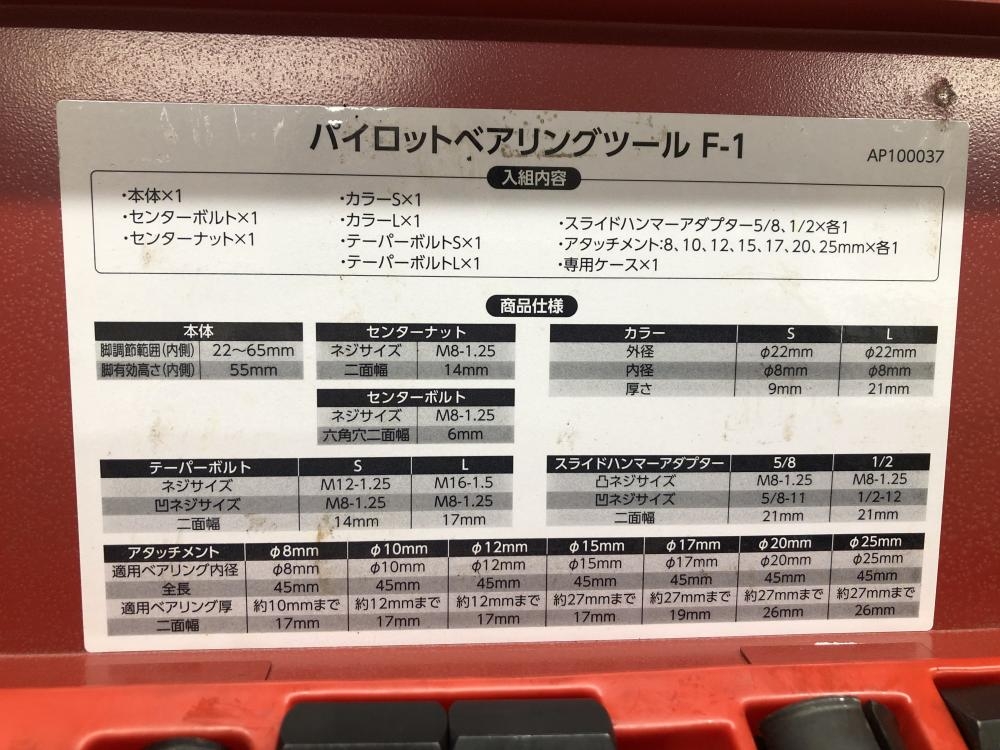 パイロットベアリングツール F-1
AP100037
入組内容
・本体×1
・センターボルト×1
・センターナット×1
・カラーS×1
・カラーL×1
・テーパーボルトS×1
・テーパーボルトL×1
・スライドハンマーアダプター5/8、1/2×各1
・アタッチメント:8、10、12、15、17、20、25mm×各1
・専用ケース×1
商品仕様
本体
脚調節範囲(内側) 22～65mm
脚有効高さ(内側) 55mm
センターナット
ネジサイズ M8-1.25
二面幅 14mm
センターボルト
ネジサイズ M8-1.25
六角穴二面幅 6mm
カラー S L
外径 φ22mm φ22mm
内径 φ8mm φ8mm
厚さ 9mm 21mm
テーパーボルト S L
ネジサイズ M12-1.25 M16-1.5
凹ネジサイズ M8-1.25 M8-1.25
二面幅 14mm 17mm
スライドハンマーアダプター 5/8 1/2
凸ネジサイズ M8-1.25 M8-1.25
凹ネジサイズ 5/8-11 1/2-12
二面幅 21mm 21mm
アタッチメント φ8mm φ10mm φ12mm φ15mm φ17mm φ20mm φ25mm
適用ベアリング内径 φ8mm φ10mm φ12mm φ15mm φ17mm φ20mm φ25mm
全長 45mm 45mm 45mm 45mm 45mm 45mm 45mm
適用ベアリング厚 約10mmまで 約12mmまで 約12mmまで 約27mmまで 約27mmまで 約27mmまで 約27mmまで
二面幅 17mm 17mm 17mm 17mm 19mm 26mm 26mm